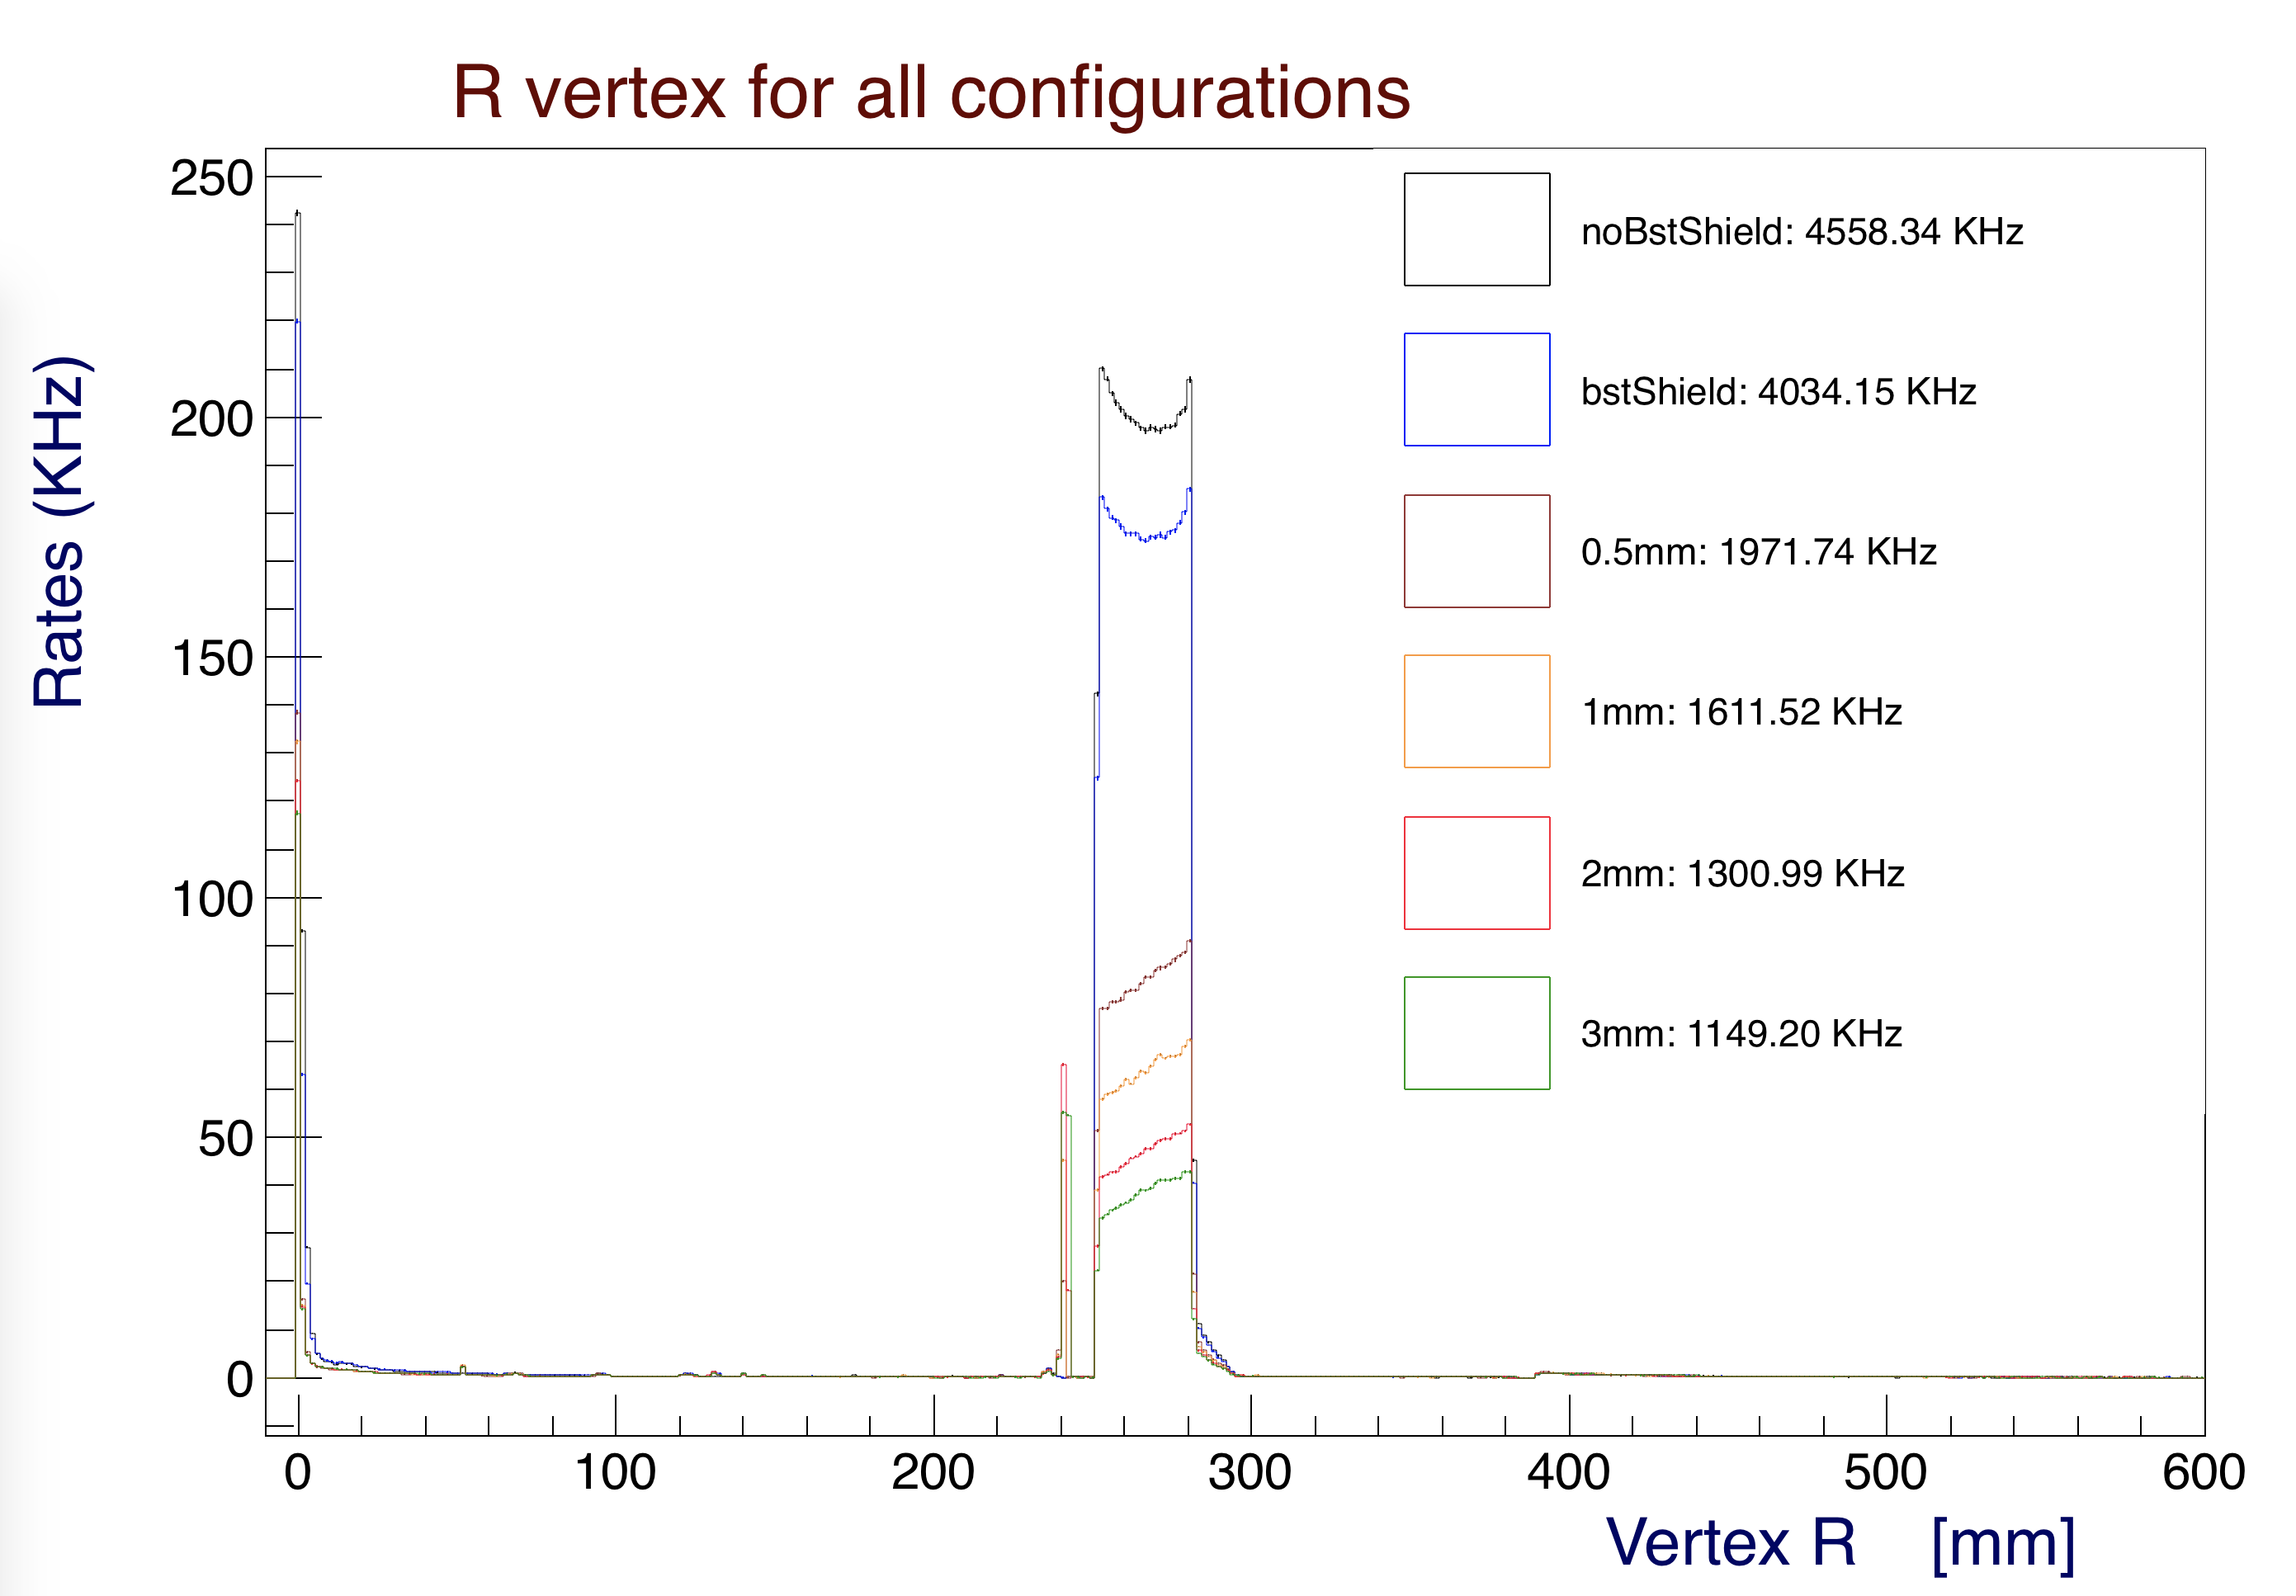 R vertex for all configurations
Rates (KHz)
250
200
150
100
50
0
noBstShield: 4558.34 KHz
bstShield: 4034.15 KHz
0.5mm: 1971.74 KHz
1mm: 1611.52 KHz
2mm: 1300.99 KHz
3mm: 1149.20 KHz
0 100 200 300 400 500 600
Vertex R [mm]